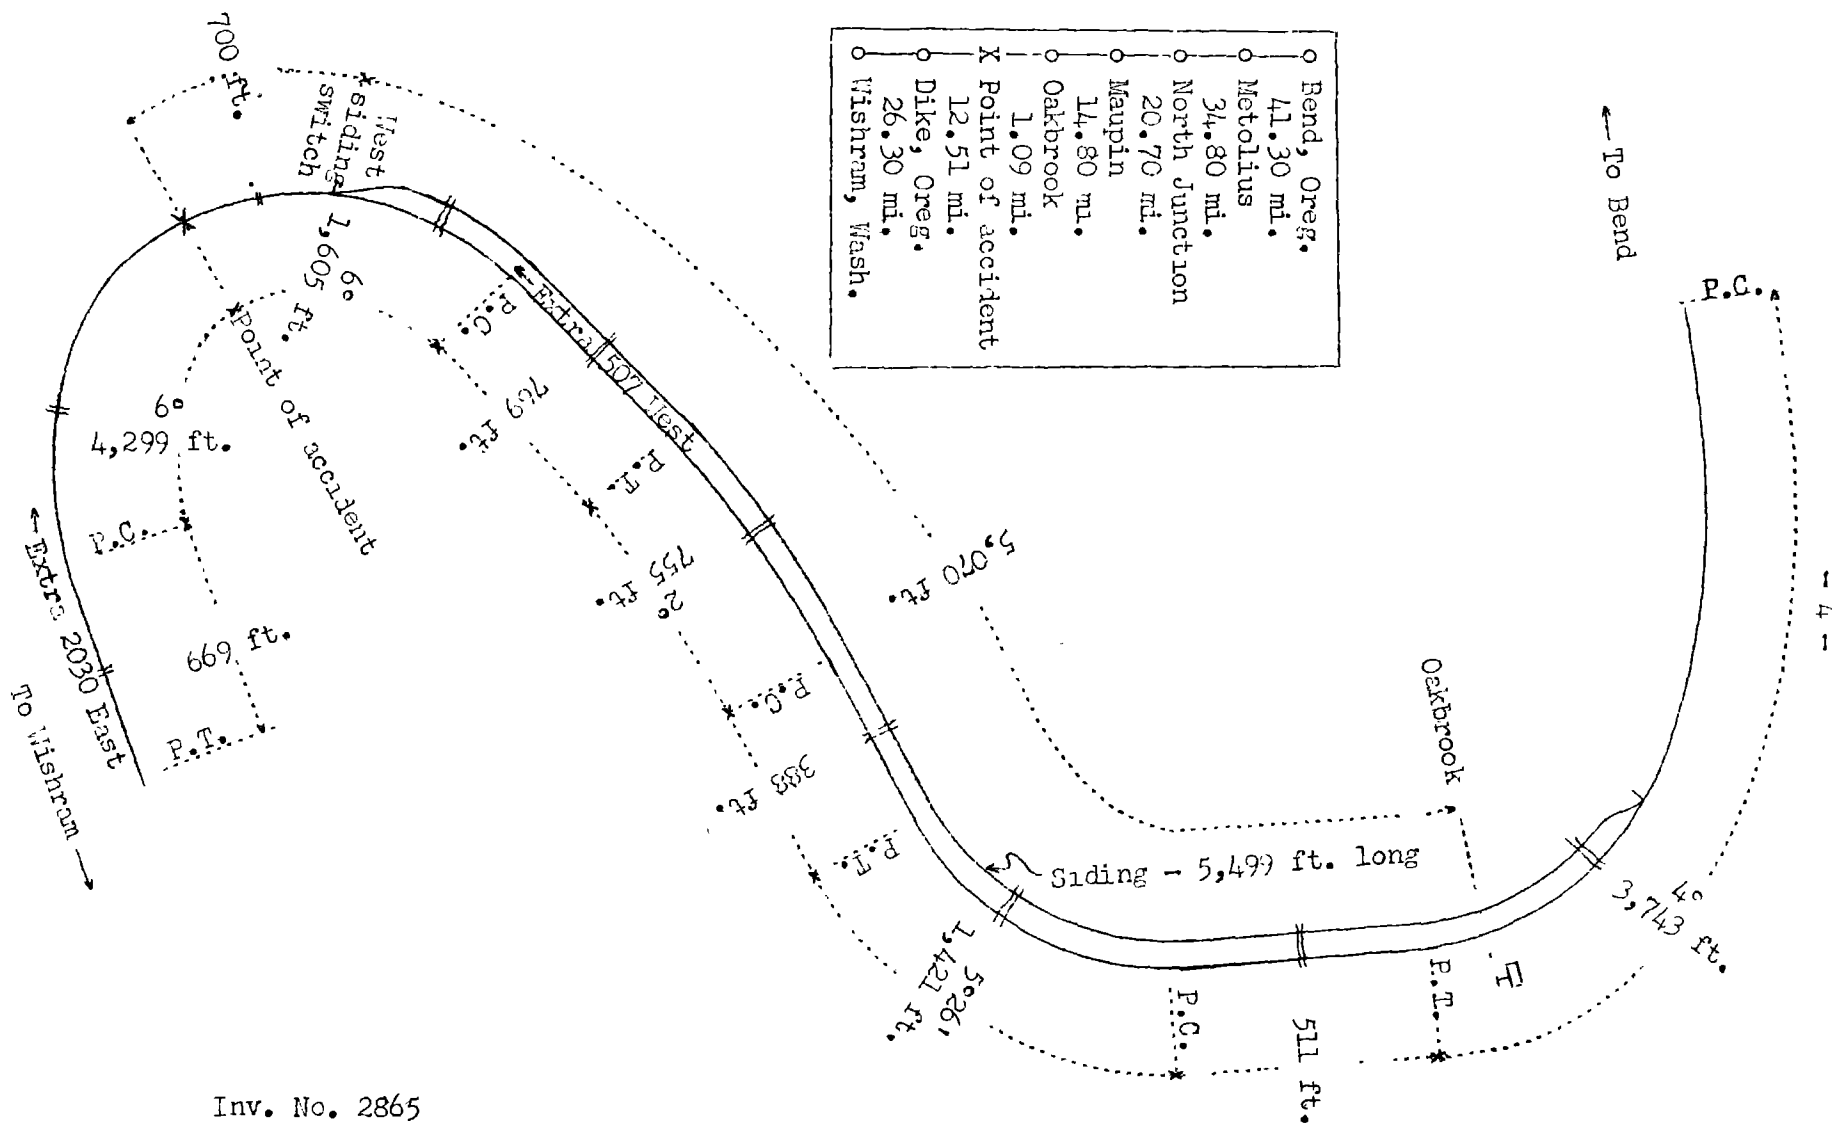 Bend, Oreg.
41.30 mi.
Metolius
34.80 mi.
North Junction
20.70 mi.
Maupin
14.80 mi.
Oakbrook
1.09 mi.
X Point of accident
12.51 mi.
Dike, Oreg.
26.30 mi.
Wishram, Wash.
← To Bend
P.C.
- 4 -
4°
3,743 ft.
Oakbrook
P.T.
511 ft.
P.C.
Siding - 5,499 ft. long
5°26'
1,421 ft.
P.T.
388 ft.
P.C.
2°
755 ft.
P.T.
769 ft.
P.C.
5,070 ft.
← Extra 507 West
West
siding
switch
700 ft.
6°
1,605 ft.
Point of accident
6°
4,299 ft.
P.C.
669 ft.
P.T.
← Extra 2030 East
To Wishram →
Inv. No. 2865